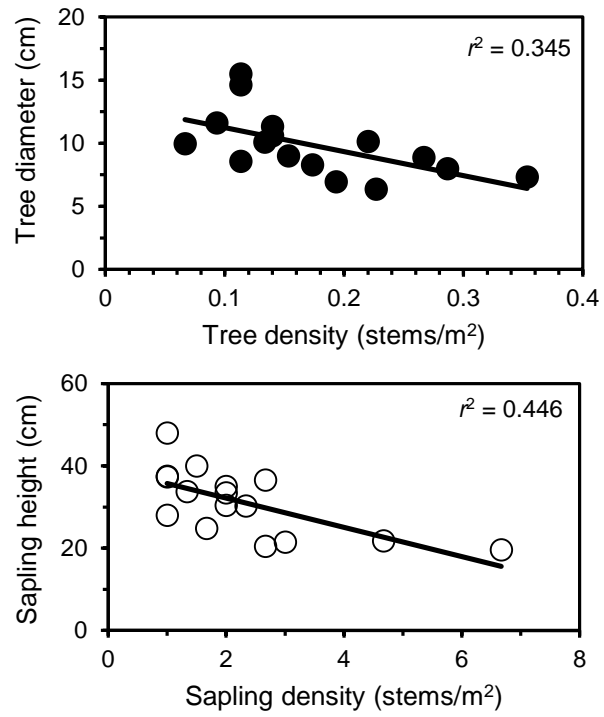 20
15
10
5
0
Tree diameter (cm)
r² = 0.345
0 0.1 0.2 0.3 0.4
Tree density (stems/m²)
60
40
20
0
Sapling height (cm)
r² = 0.446
0 2 4 6 8
Sapling density (stems/m²)